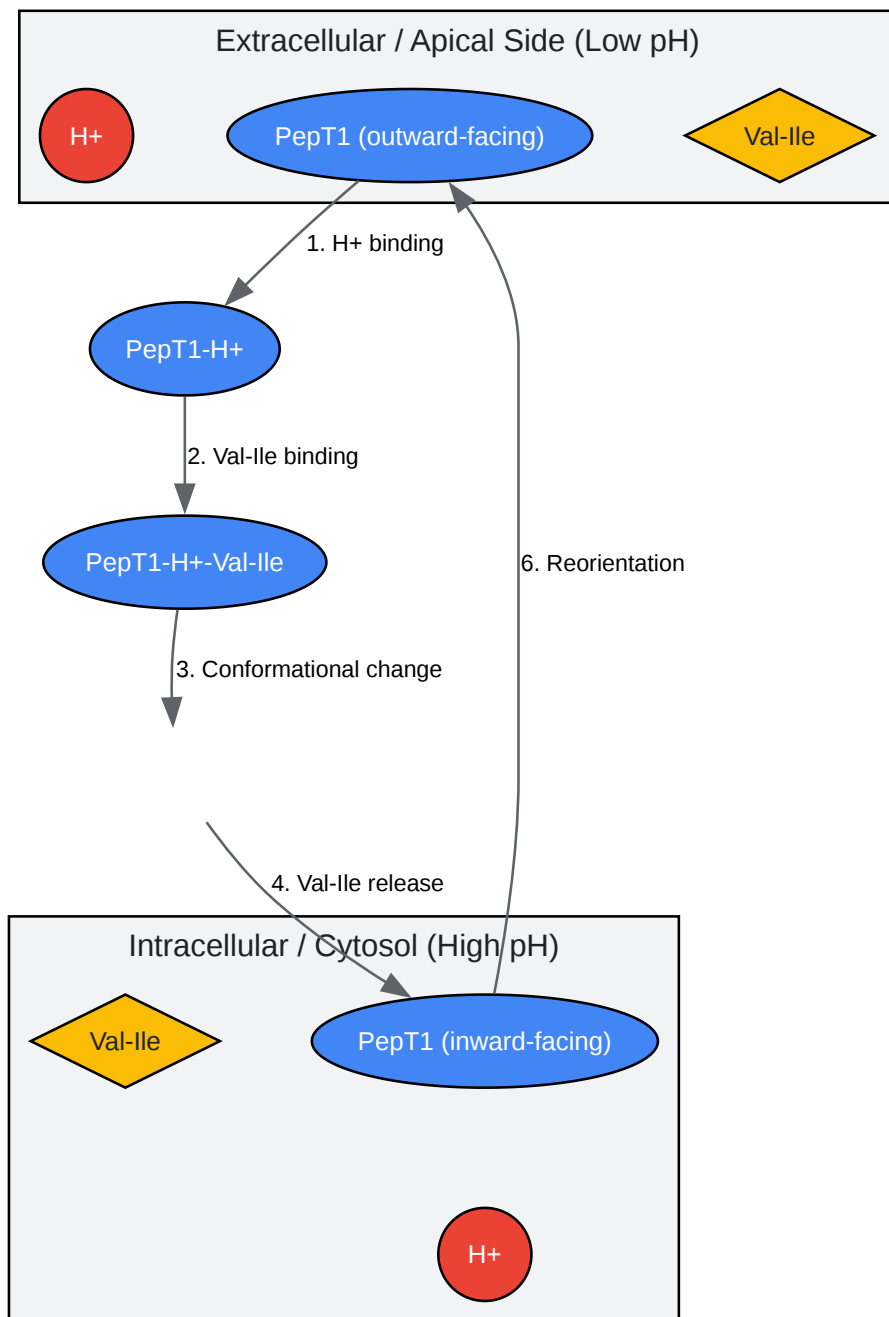 Extracellular / Apical Side (Low pH)
H+
PepT1 (outward-facing)
Val-Ile
1. H+ binding
PepT1-H+
2. Val-Ile binding
PepT1-H+-Val-Ile
6. Reorientation
3. Conformational change
4. Val-Ile release
Intracellular / Cytosol (High pH)
Val-Ile
PepT1 (inward-facing)
H+